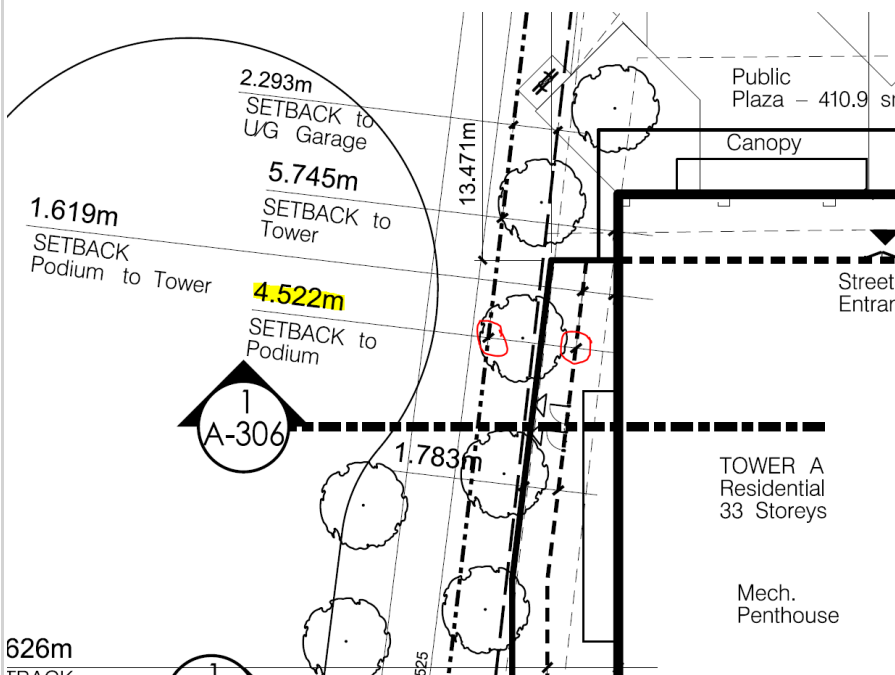 2.293m
SETBACK to
U/G Garage
5.745m
SETBACK to
Tower
1.619m
SETBACK
Podium to Tower
4.522m
SETBACK to
Podium
13.471m
Public
Plaza – 410.9
Canopy
Street
1
A-306
1.783m
TOWER A
Residential
33 Storeys
Mech.
Penthouse
626m
525
1